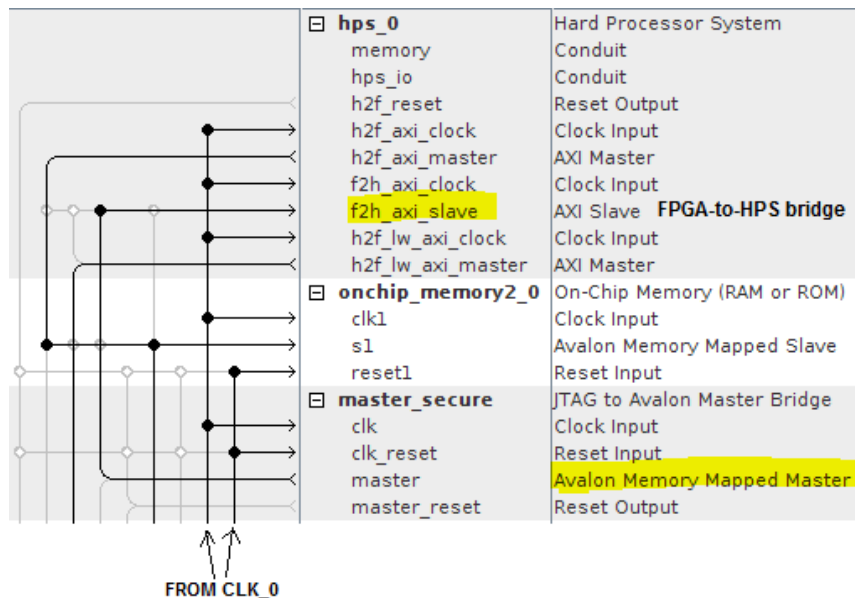 hps_0 Hard Processor System
memory Conduit
hps_io Conduit
h2f_reset Reset Output
h2f_axi_clock Clock Input
h2f_axi_master AXI Master
f2h_axi_clock Clock Input
f2h_axi_slave AXI Slave FPGA-to-HPS bridge
h2f_lw_axi_clock Clock Input
h2f_lw_axi_master AXI Master
onchip_memory2_0 On-Chip Memory (RAM or ROM)
clk1 Clock Input
s1 Avalon Memory Mapped Slave
reset1 Reset Input
master_secure JTAG to Avalon Master Bridge
clk Clock Input
clk_reset Reset Input
master Avalon Memory Mapped Master
master_reset Reset Output
FROM CLK_0